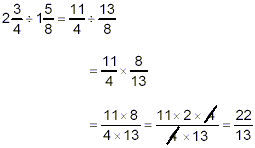 2 3/4 ÷ 1 5/8 = 11/4 ÷ 13/8
= 11/4 × 8/13
= 11 × 8/4 × 13 = 11 × 2 × 4/4 × 13 = 22/13